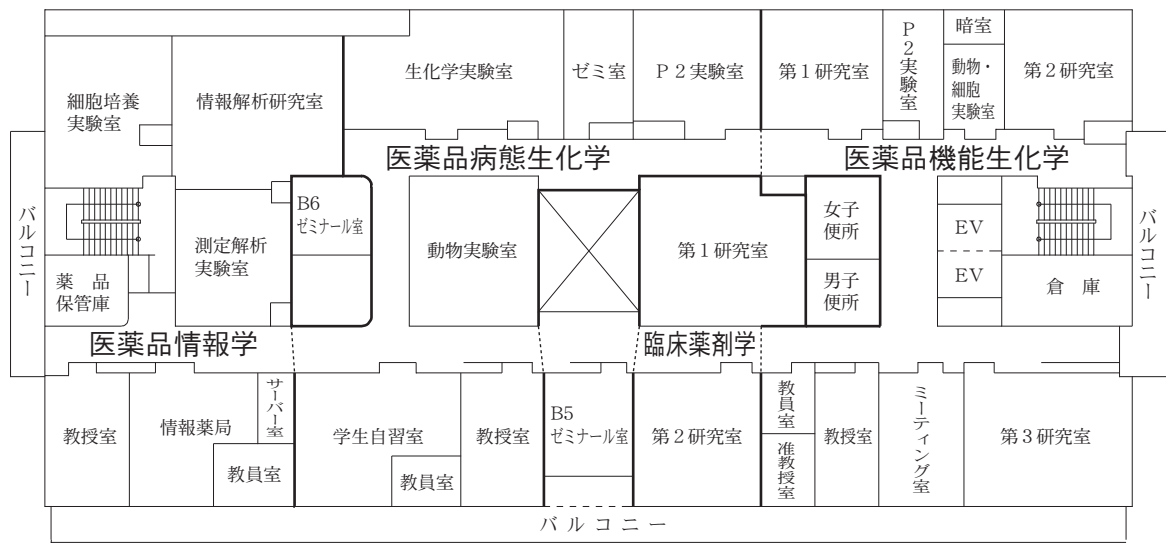 細胞培養
実験室
情報解析研究室
生化学実験室
ゼミ室
P2実験室
第1研究室
P2実験室
暗室
動物・
細胞
実験室
第2研究室
医薬品病態生化学
医薬品機能生化学
バルコニー
薬 品
保管庫
測定解析
実験室
B6
ゼミナール室
動物実験室
第1研究室
女子
便所
男子
便所
EV
EV
倉 庫
バルコニー
医薬品情報学
臨床薬剤学
教授室
情報薬局
サーバー室
教員室
学生自習室
教員室
教授室
B5
ゼミナール室
第2研究室
教員室
准教授室
教授室
ミーティング室
第3研究室
バルコニー